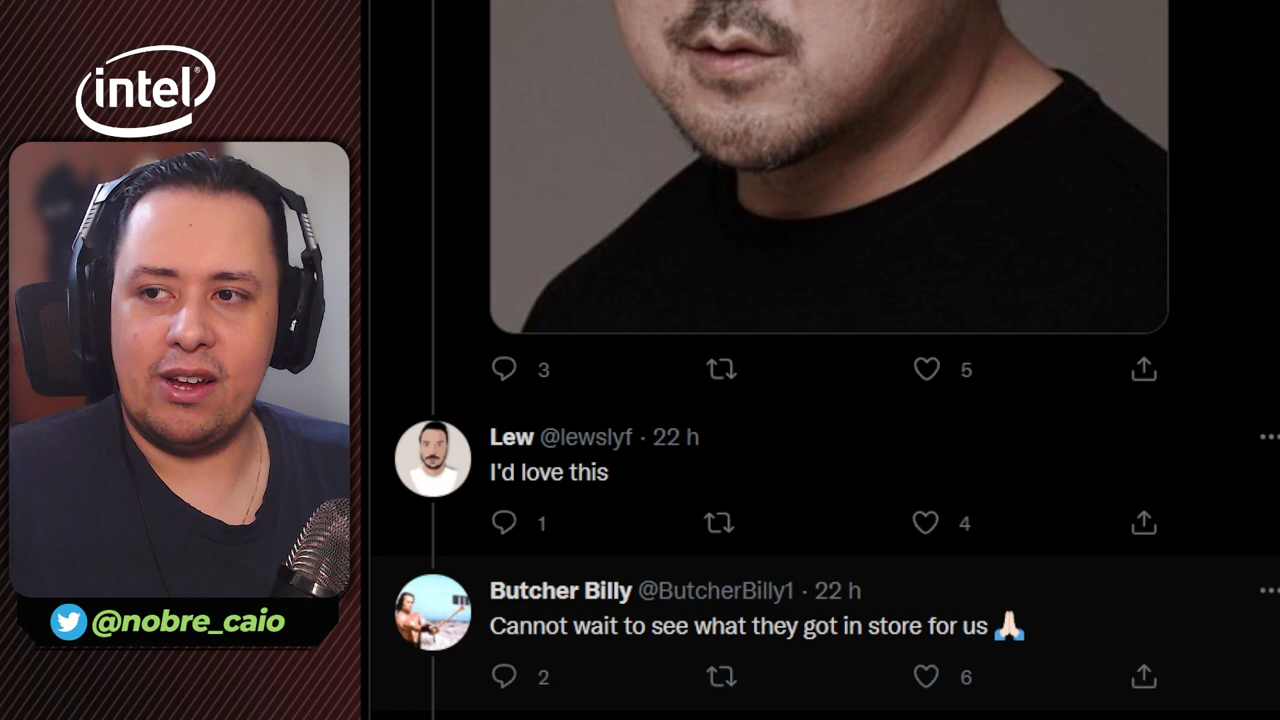 intel®
@nobre_caio
3
5
Lew @lewslyf · 22 h
I'd love this
1
4
Butcher Billy @ButcherBilly1 · 22 h
Cannot wait to see what they got in store for us 🙏🏻
2
6